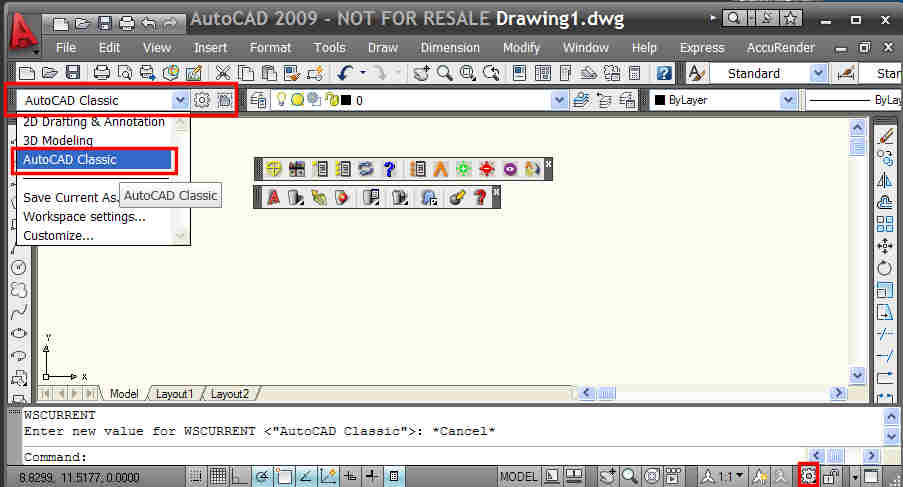 AutoCAD 2009 - NOT FOR RESALE Drawing1.dwg
File Edit View Insert Format Tools Draw Dimension Modify Window Help Express AccuRender
Standard Stan
AutoCAD Classic 0 ByLayer ByLay
2D Drafting & Annotation
3D Modeling
AutoCAD Classic
Save Current As.
AutoCAD Classic
Workspace settings...
Customize...
Y
X
Model Layout1 Layout2
WSCURRENT
Enter new value for WSCURRENT <"AutoCAD Classic">: *Cancel*
Command:
8.8299, 11.5177, 0.0000 MODEL 1:1